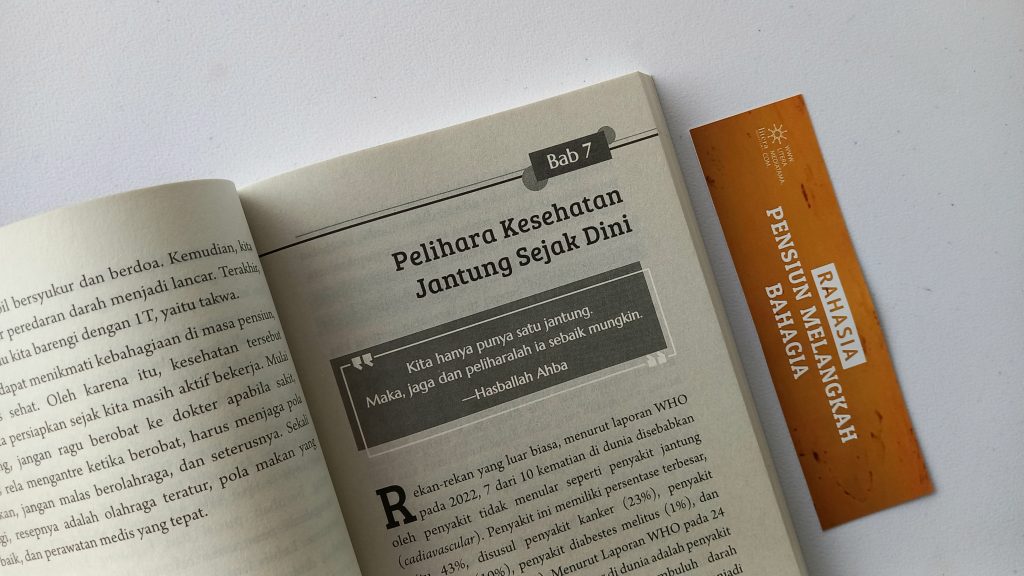 bil bersyukur dan berdoa. Kemudian, kita
r peredaran darah menjadi lancar. Terakhir,
kita barengi dengan 1T, yaitu takwa.
dapat menikmati kebahagiaan di masa pensiun,
sehat. Oleh karena itu, kesehatan tersebut
persiapkan sejak kita masih aktif bekerja. Mulai
jangan ragu berobat ke dokter apabila sakit,
rela mengantre ketika berobat, harus menjaga pola
kan, jangan malas berolahraga, dan seterusnya. Sekali
gi, resepnya adalah olahraga teratur, pola makan yang
baik, dan perawatan medis yang tepat.
Bab 7
Pelihara Kesehatan
Jantung Sejak Dini
Kita hanya punya satu jantung.
Maka, jaga dan peliharalah ia sebaik mungkin.
—Hasballah Ahba
Rekan-rekan yang luar biasa, menurut laporan WHO
pada 2022, 7 dari 10 kematian di dunia disebabkan
oleh penyakit tidak menular seperti penyakit jantung
(cadiavascular). Penyakit ini memiliki persentase terbesar,
43%, disusul penyakit kanker (23%), penyakit
10%), penyakit diabetes melitus (1%), dan
Menurut Laporan WHO pada 24
di dunia adalah penyakit
mbuluh darah
RAHASIA
PENSIUN MELANGKAH
BAHAGIA